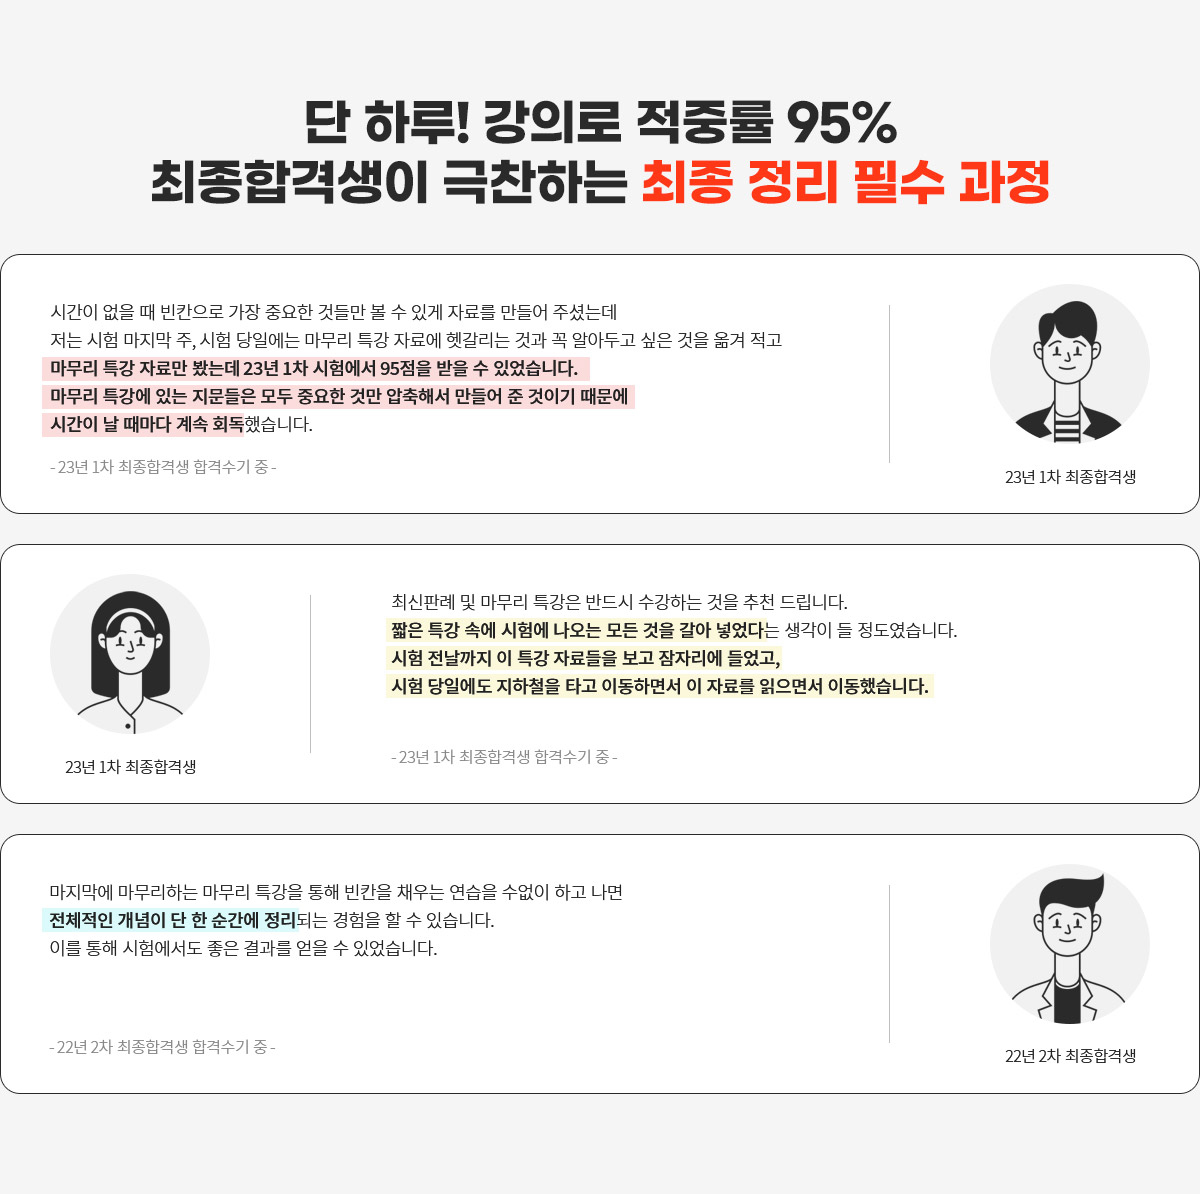 단 하루! 강의로 적중률 95%
최종합격생이 극찬하는 최종 정리 필수 과정
시간이 없을 때 빈칸으로 가장 중요한 것들만 볼 수 있게 자료를 만들어 주셨는데
저는 시험 마지막 주, 시험 당일에는 마무리 특강 자료에 헷갈리는 것과 꼭 알아두고 싶은 것을 옮겨 적고
마무리 특강 자료만 봤는데 23년 1차 시험에서 95점을 받을 수 있었습니다.
마무리 특강에 있는 지문들은 모두 중요한 것만 압축해서 만들어 준 것이기 때문에
시간이 날 때마다 계속 회독했습니다.
- 23년 1차 최종합격생 합격수기 중 -
23년 1차 최종합격생
최신판례 및 마무리 특강은 반드시 수강하는 것을 추천 드립니다.
짧은 특강 속에 시험에 나오는 모든 것을 갈아 넣었다는 생각이 들 정도였습니다.
시험 전날까지 이 특강 자료들을 보고 잠자리에 들었고,
시험 당일에도 지하철을 타고 이동하면서 이 자료를 읽으면서 이동했습니다.
- 23년 1차 최종합격생 합격수기 중 -
23년 1차 최종합격생
마지막에 마무리하는 마무리 특강을 통해 빈칸을 채우는 연습을 수없이 하고 나면
전체적인 개념이 단 한 순간에 정리되는 경험을 할 수 있습니다.
이를 통해 시험에서도 좋은 결과를 얻을 수 있었습니다.
- 22년 2차 최종합격생 합격수기 중 -
22년 2차 최종합격생